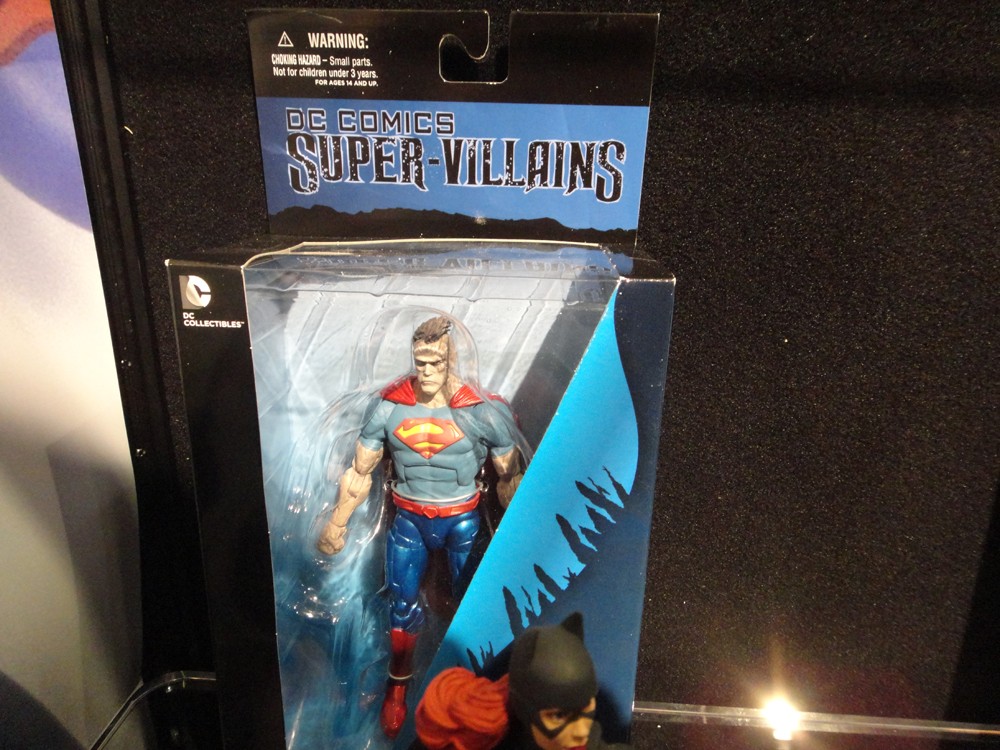 WARNING:
CHOKING HAZARD – Small parts.
Not for children under 3 years.
FOR AGES 14 AND UP.
DC COMICS
SUPER-VILLAINS
DC
DC
COLLECTIBLES™